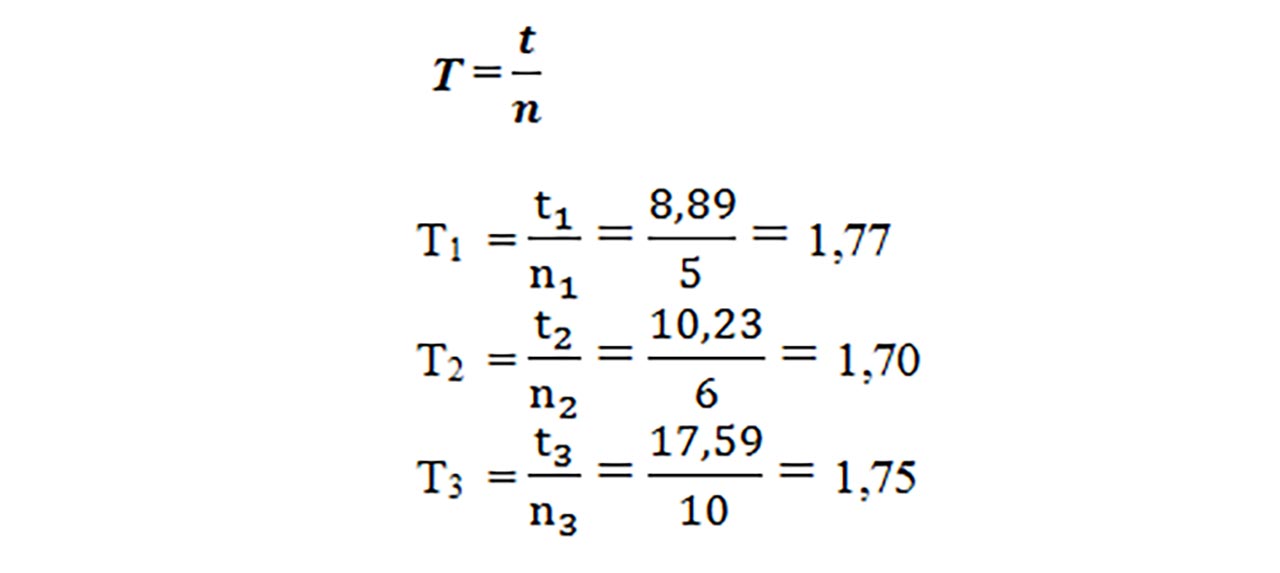 T = t/n
T₁ = t₁/n₁ = 8,89/5 = 1,77
T₂ = t₂/n₂ = 10,23/6 = 1,70
T₃ = t₃/n₃ = 17,59/10 = 1,75